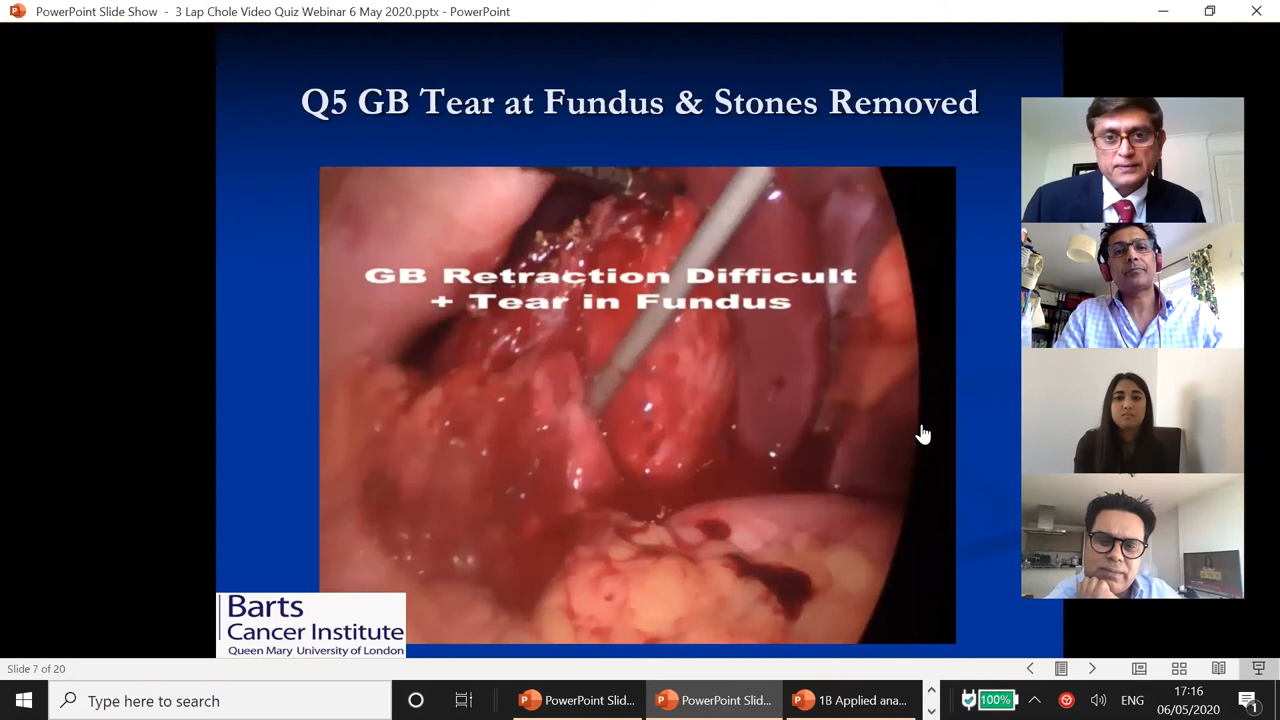 PowerPoint Slide Show - 3 Lap Chole Video Quiz Webinar 6 May 2020.pptx - PowerPoint
Q5 GB Tear at Fundus & Stones Removed
GB Retraction Difficult
+ Tear in Fundus
Barts
Cancer Institute
Queen Mary University of London
Slide 7 of 20
Type here to search
PowerPoint Slid...
PowerPoint Slid...
1B Applied ana...
100%
ENG
17:16
06/05/2020
1